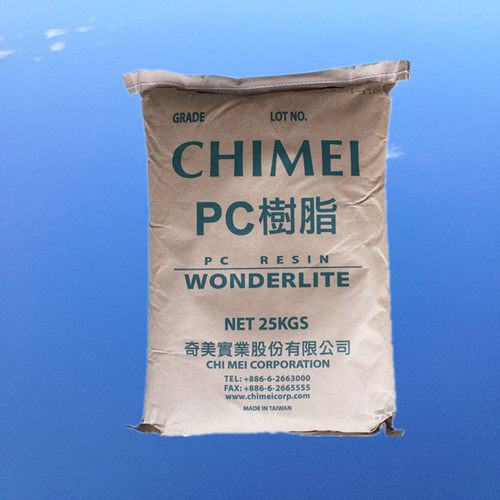 GRADE LOT NO.
CHIMEI
PC樹脂
PC RESIN
WONDERLITE
NET 25KGS
奇美實業股份有限公司
CHI MEI CORPORATION
TEL: +886-6-2663000
FAX: +886-6-2665555
www.chimeicorp.com
MADE IN TAIWAN